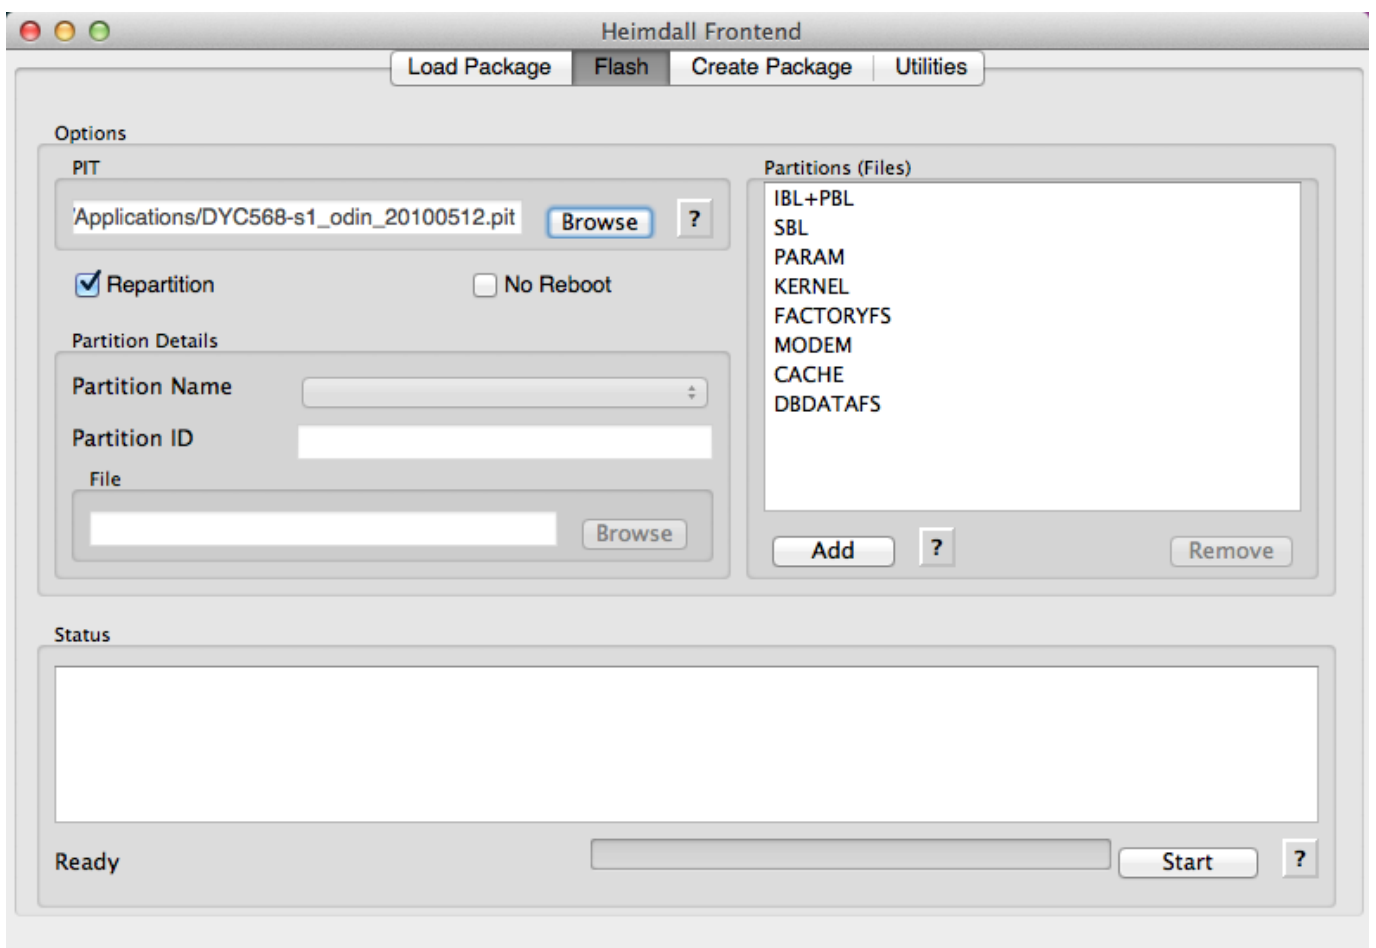 Heimdall Frontend
Load Package Flash Create Package Utilities
Options
PIT
/Applications/DYC568-s1_odin_20100512.pit Browse ?
Repartition No Reboot
Partition Details
Partition Name
Partition ID
File
Browse
Partitions (Files)
IBL+PBL
SBL
PARAM
KERNEL
FACTORYFS
MODEM
CACHE
DBDATAFS
Add ? Remove
Status
Ready Start ?